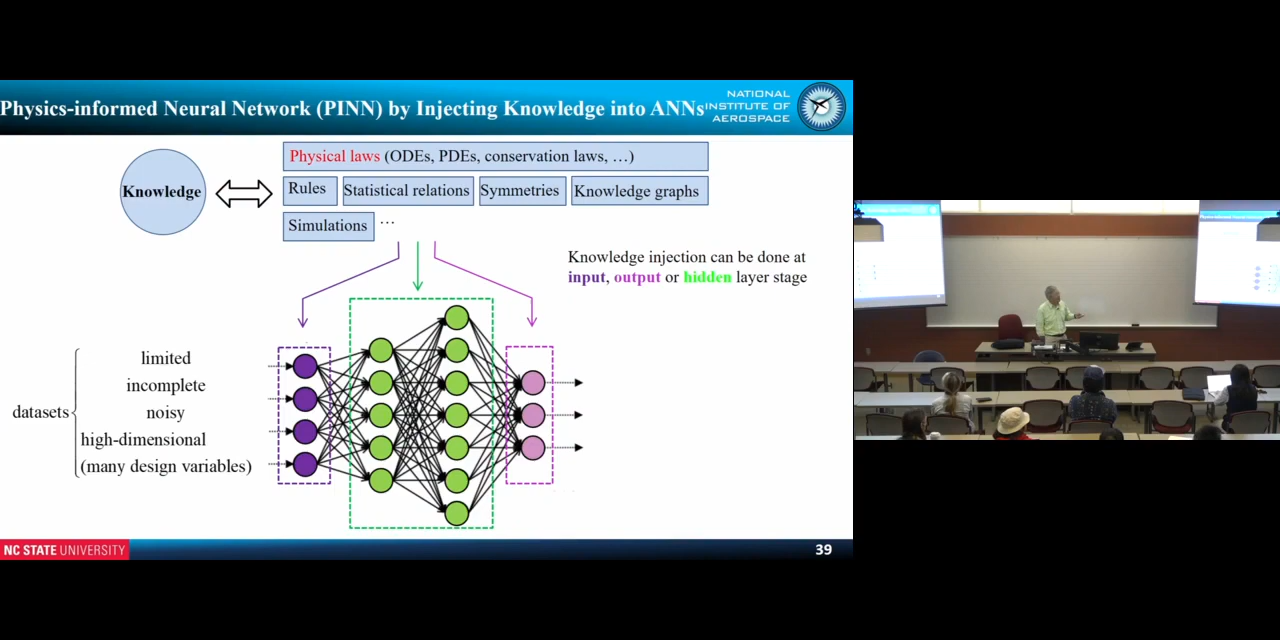 Physics-informed Neural Network (PINN) by Injecting Knowledge into ANNs
NATIONAL
INSTITUTE OF
AEROSPACE
Knowledge
Physical laws (ODEs, PDEs, conservation laws, …)
Rules
Statistical relations
Symmetries
Knowledge graphs
Simulations
…
Knowledge injection can be done at
input, output or hidden layer stage
datasets
limited
incomplete
noisy
high-dimensional
(many design variables)
NC STATE UNIVERSITY
39